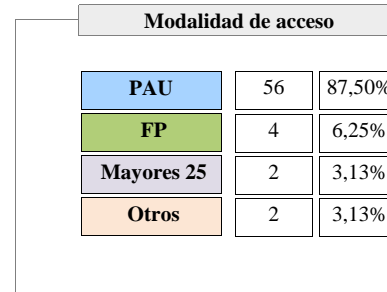 Modalidad de acceso
PAU 56 87,50%
FP 4 6,25%
Mayores 25 2 3,13%
Otros 2 3,13%